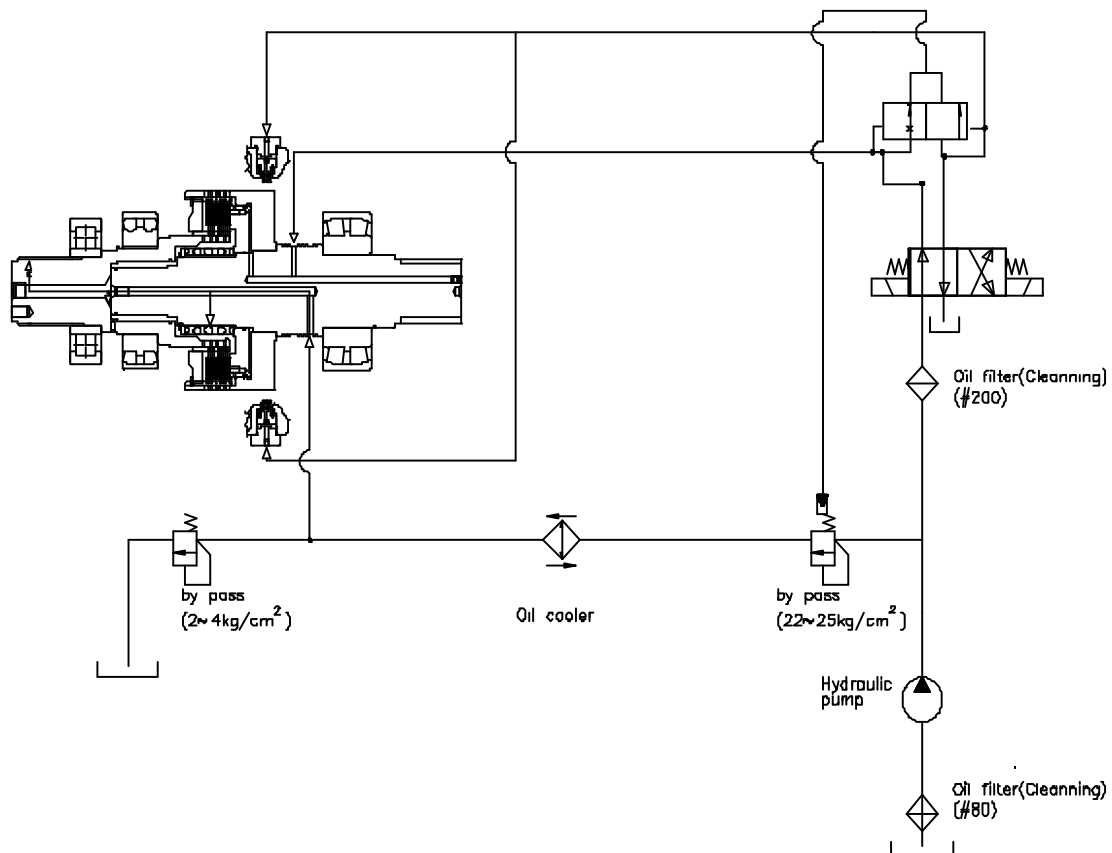 Oil filter(Cleanning)
(#200)
by pass
(2~4kg/cm²)
Oil cooler
by pass
(22~25kg/cm²)
Hydraulic
pump
Oil filter(Cleanning)
(#80)